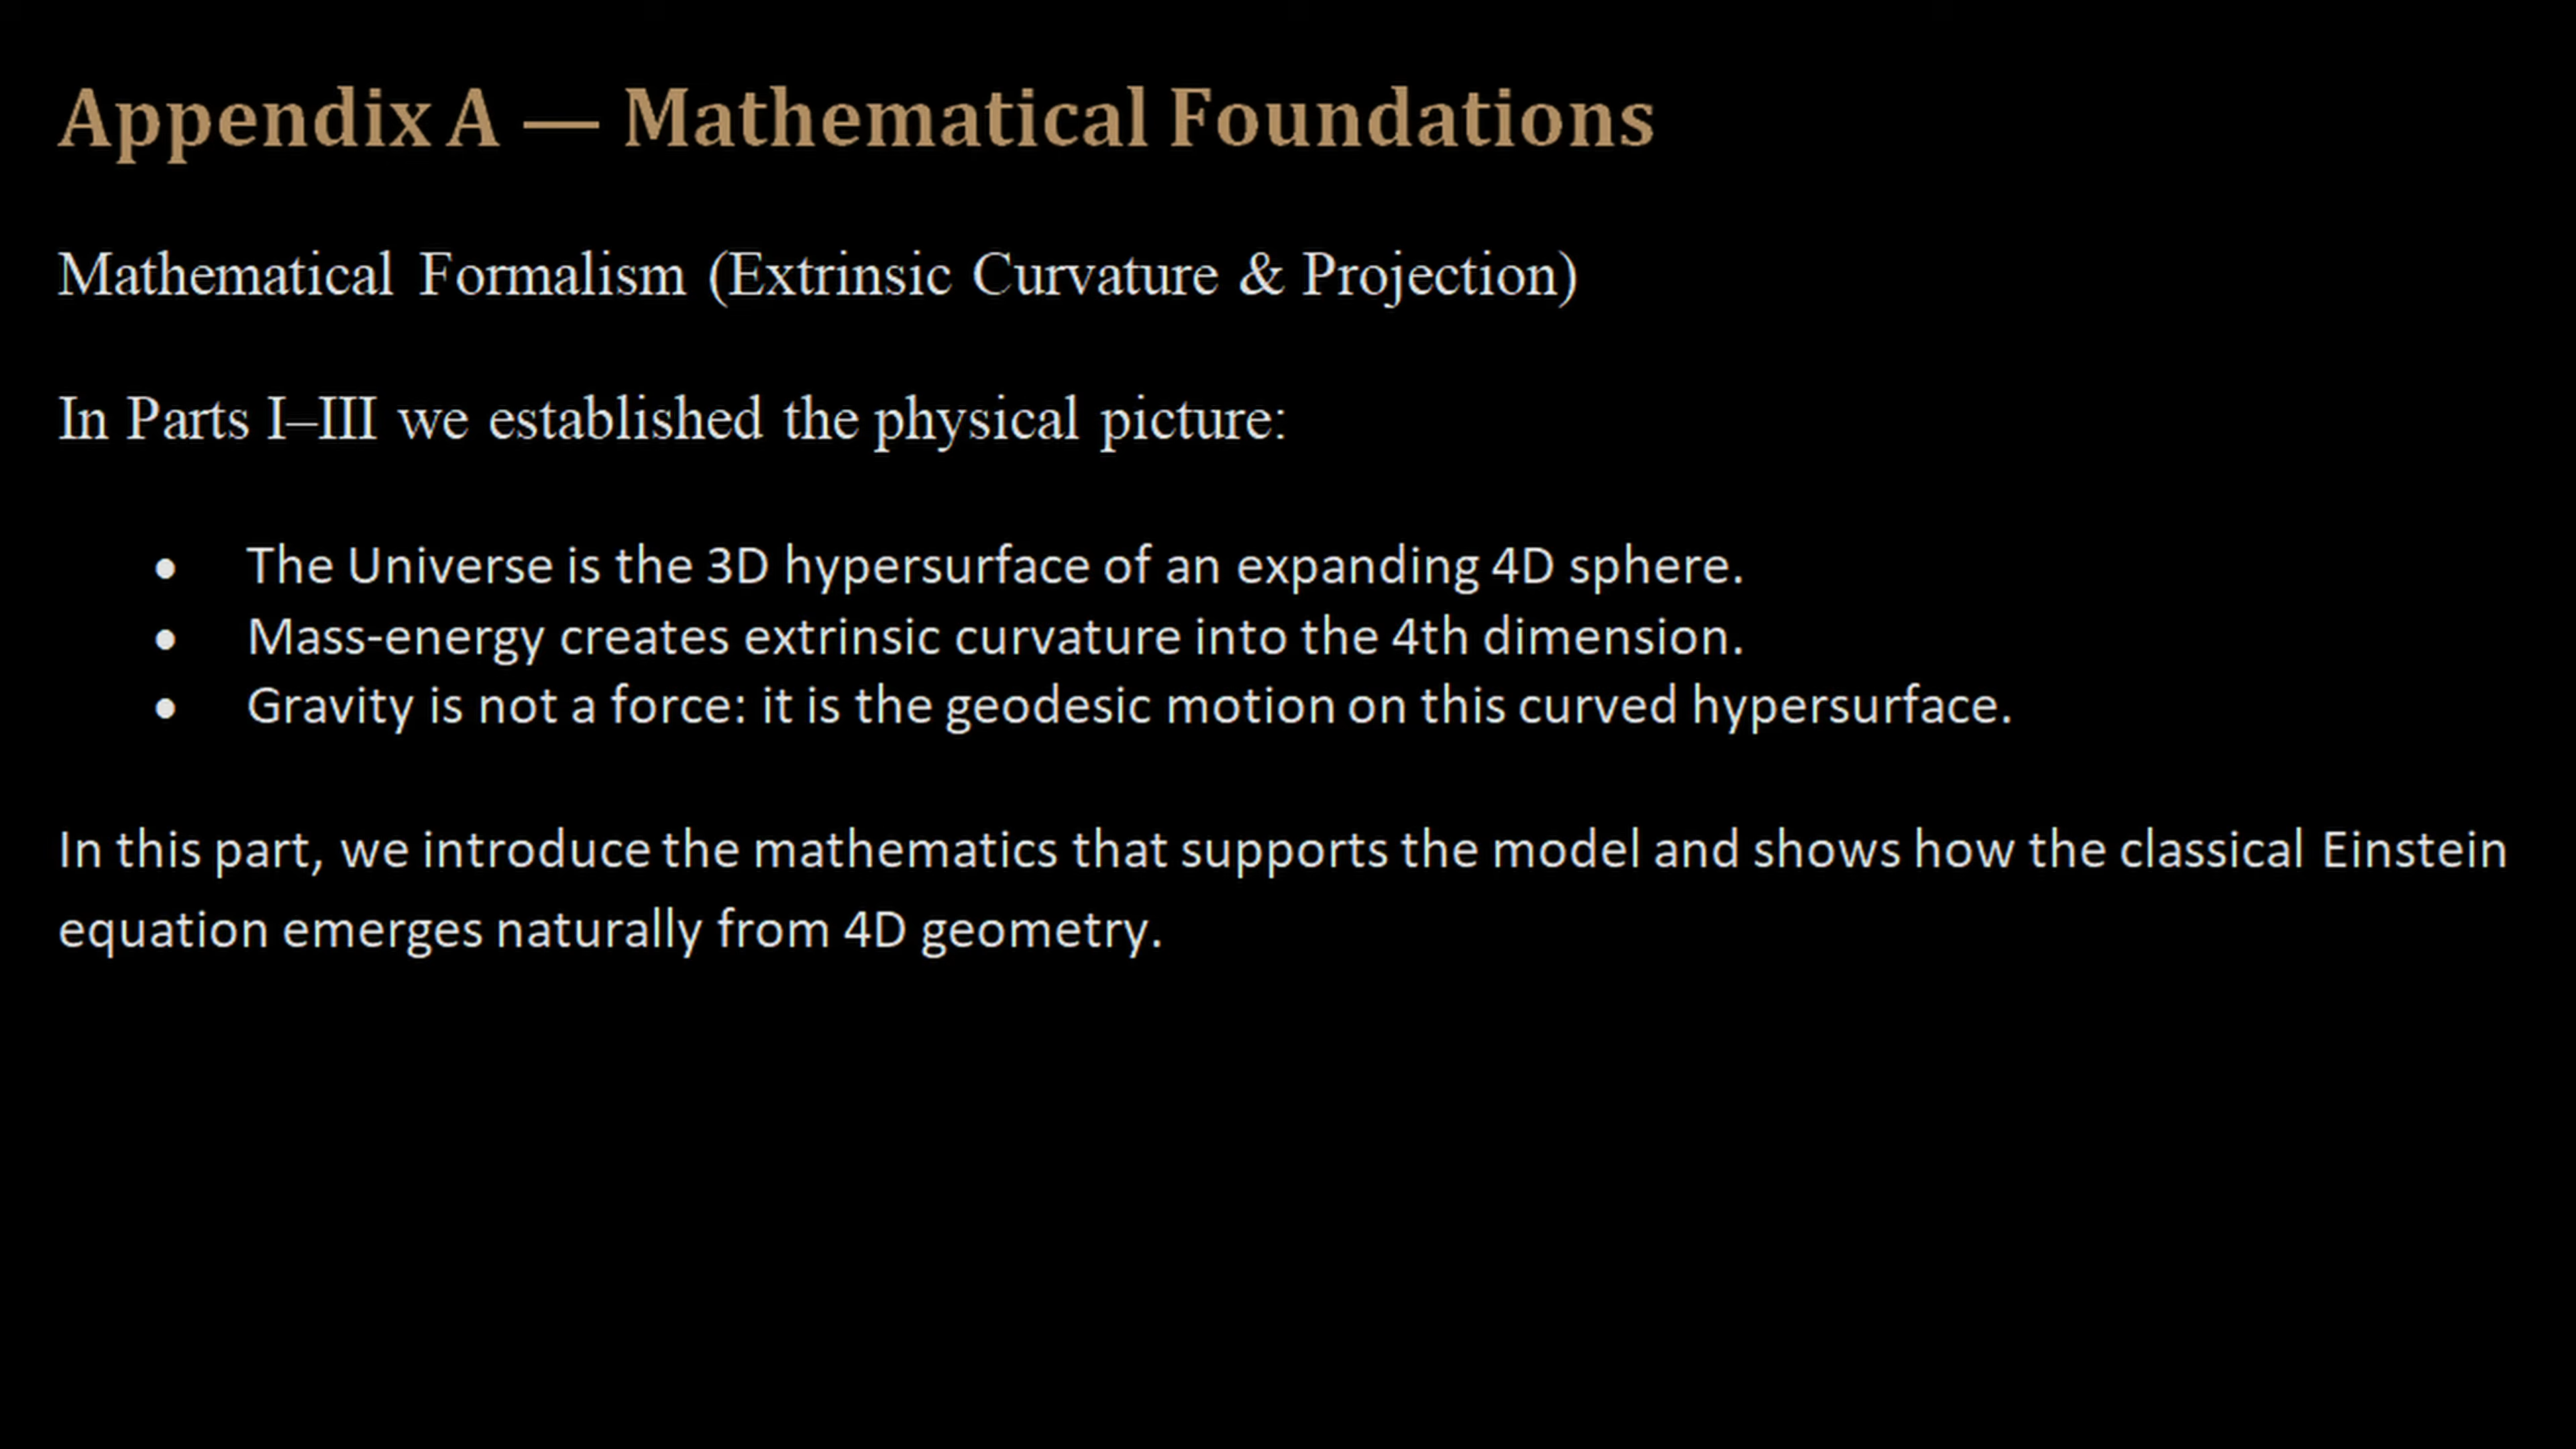 Appendix A — Mathematical Foundations
Mathematical Formalism (Extrinsic Curvature & Projection)
In Parts I–III we established the physical picture:
• The Universe is the 3D hypersurface of an expanding 4D sphere.
• Mass-energy creates extrinsic curvature into the 4th dimension.
• Gravity is not a force: it is the geodesic motion on this curved hypersurface.
In this part, we introduce the mathematics that supports the model and shows how the classical Einstein
equation emerges naturally from 4D geometry.